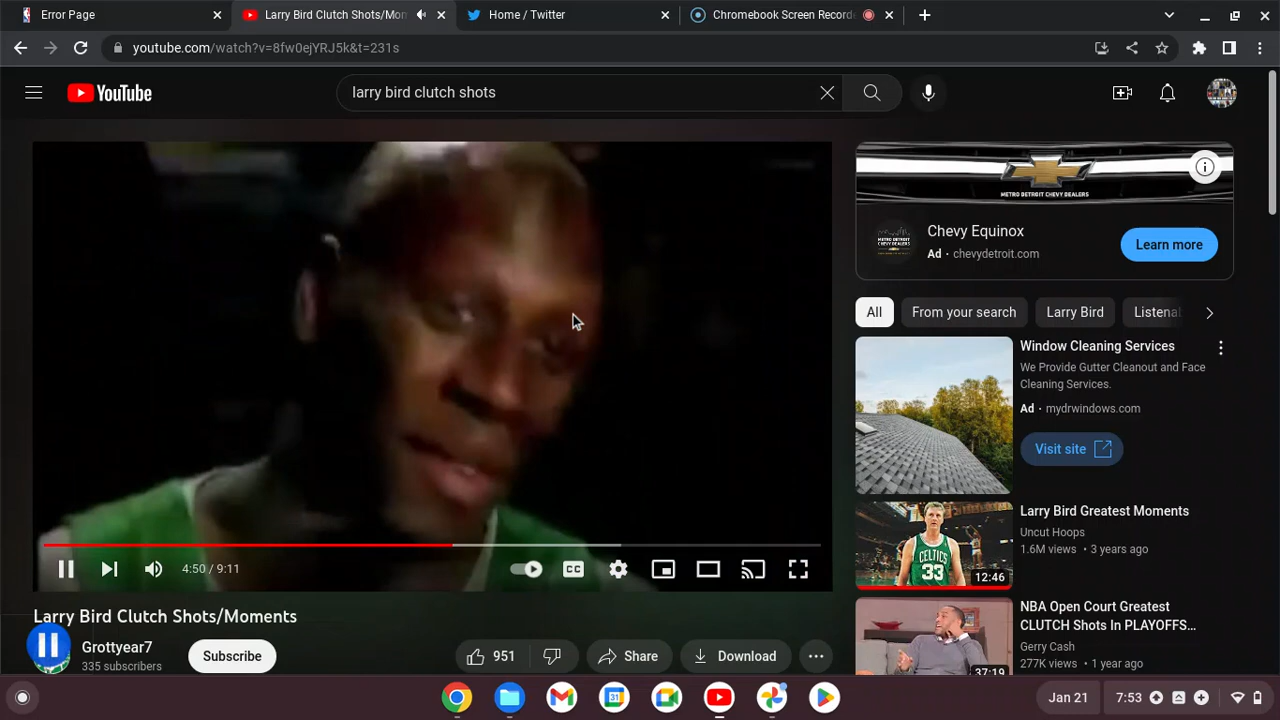 Error Page
Larry Bird Clutch Shots/Mon
Home / Twitter
Chromebook Screen Record
youtube.com/watch?v=8fw0ejYRJ5k&t=231s
YouTube
larry bird clutch shots
METRO DETROIT CHEVY DEALERS
Chevy Equinox
Ad · chevydetroit.com
Learn more
All
From your search
Larry Bird
Listenal
Window Cleaning Services
We Provide Gutter Cleanout and Face
Cleaning Services.
Ad · mydrwindows.com
Visit site
Larry Bird Greatest Moments
Uncut Hoops
1.6M views · 3 years ago
CELTICS
33
12:46
NBA Open Court Greatest
CLUTCH Shots In PLAYOFFS...
Gerry Cash
277K views · 1 year ago
37:19
4:50 / 9:11
CC
Larry Bird Clutch Shots/Moments
Grottyear7
335 subscribers
Subscribe
951
Share
Download
31
Jan 21
7:53